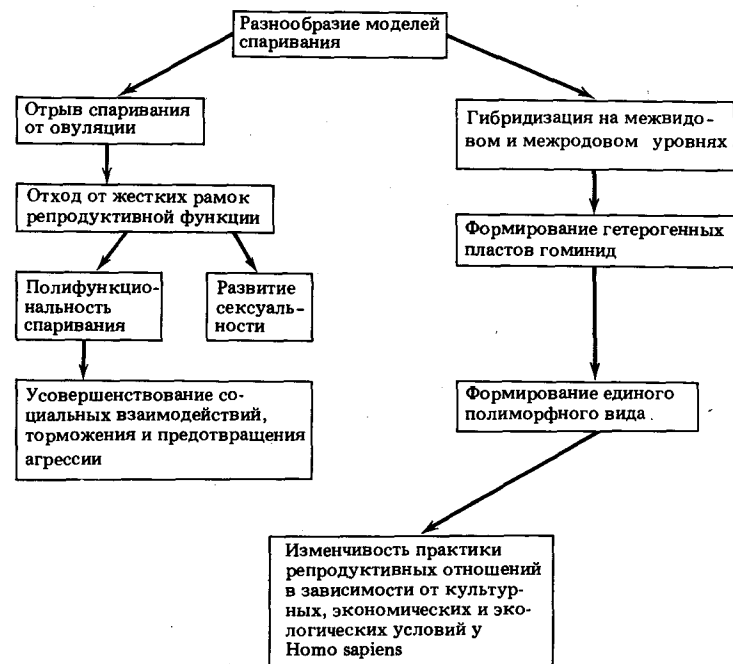 Разнообразие моделей
спаривания
Отрыв спаривания
от овуляции
Гибридизация на межвидо-
вом и межродовом уровнях
Отход от жестких рамок
репродуктивной функции
Формирование гетерогенных
пластов гоминид
Полифункцио-
нальность
спаривания
Развитие
сексуаль-
ности
Усовершенствование со-
циальных взаимодействий,
торможения и предотвращения
агрессии
Формирование единого
полиморфного вида.
Изменчивость практики
репродуктивных отношений
в зависимости от культур-
ных, экономических и эко-
логических условий у
Homo sapiens